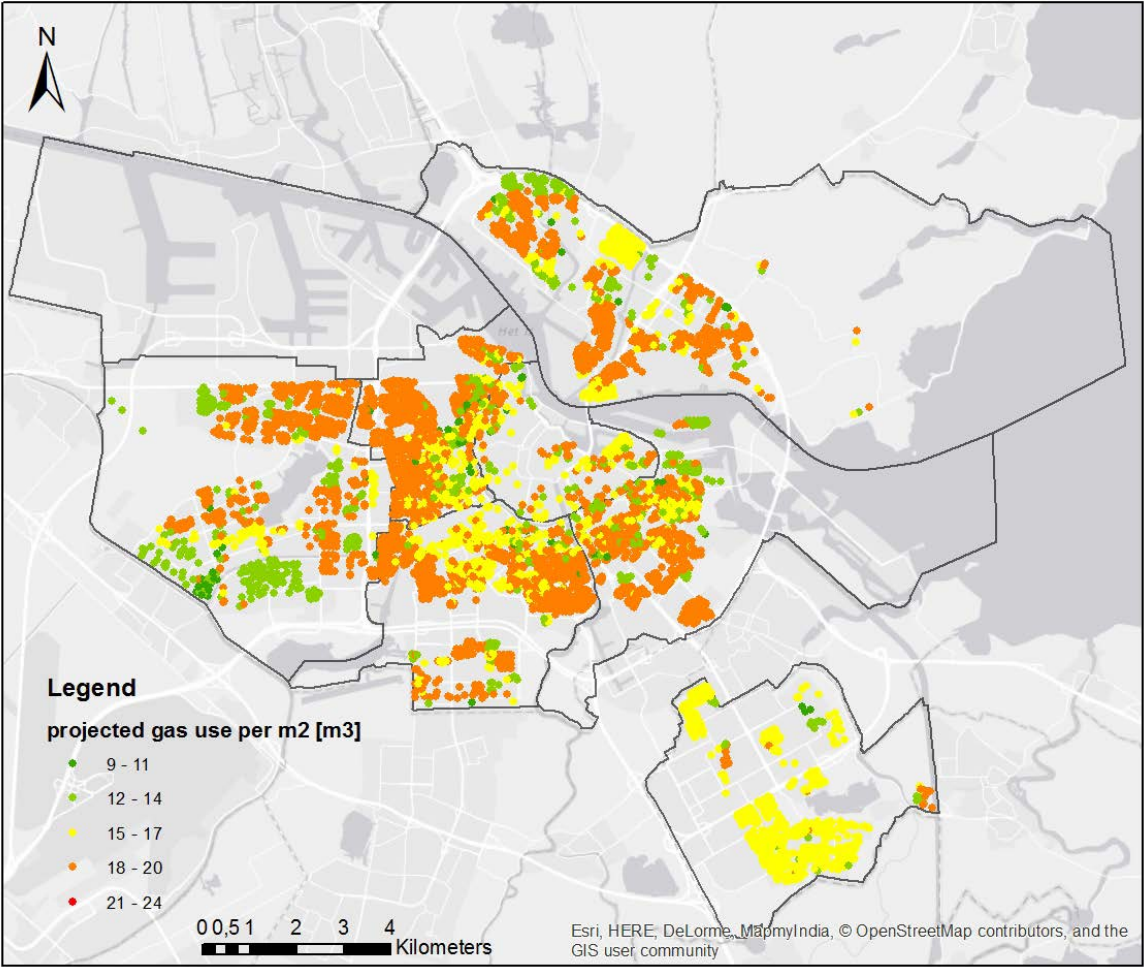 N
Het
Legend
projected gas use per m2 [m3]
9 - 11
12 - 14
15 - 17
18 - 20
21 - 24
0 0,5 1 2 3 4
Kilometers
Esri, HERE, DeLorme, MapmyIndia, © OpenStreetMap contributors, and the
GIS user community